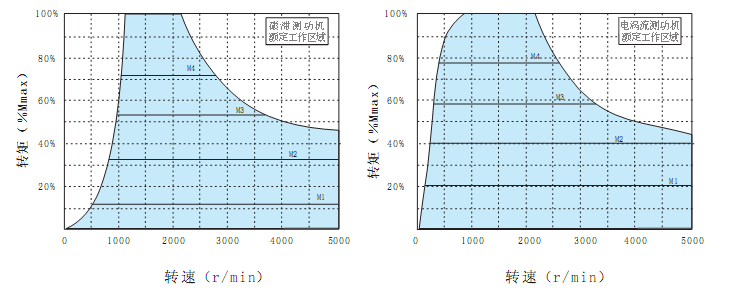 100%
80%
60%
40%
20%
转矩（%Mmax）
磁滞测功机
额定工作区域
M4
M3
M2
M1
0
1000
2000
3000
4000
5000
转速（r/min）
100%
80%
60%
40%
20%
转矩（%Mmax）
电涡流测功机
额定工作区域
M4
M3
M2
M1
0
1000
2000
3000
4000
5000
转速（r/min）